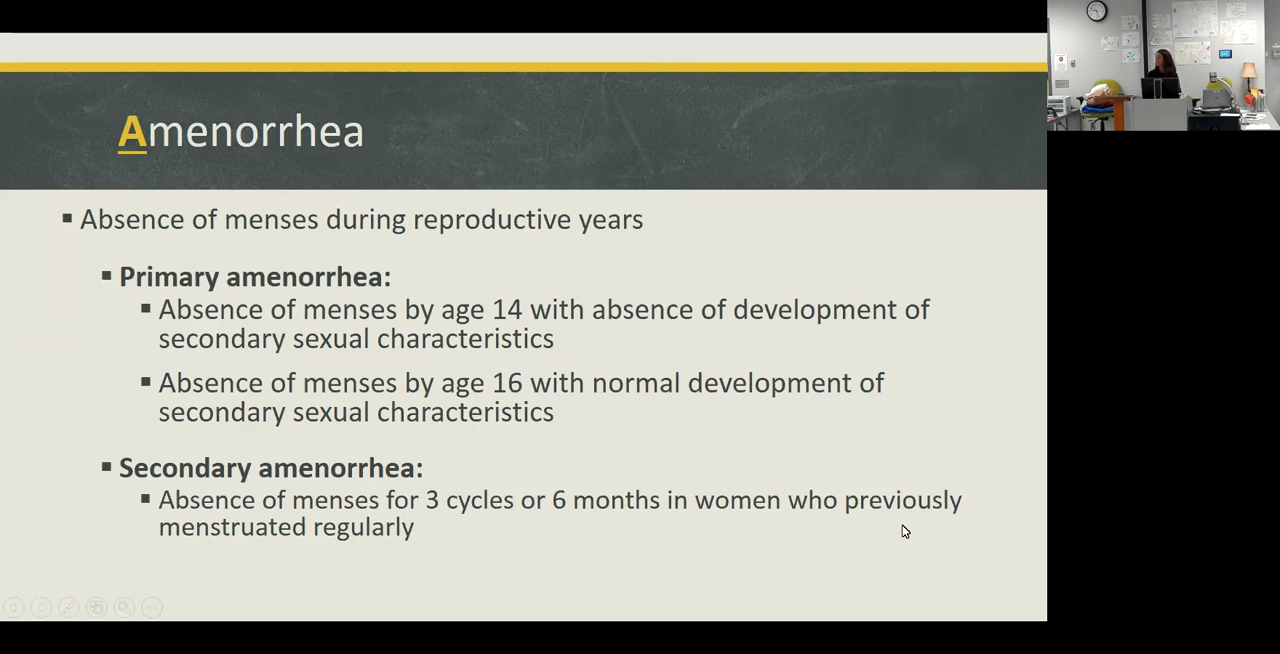 Amenorrhea
▪ Absence of menses during reproductive years
▪ Primary amenorrhea:
▪ Absence of menses by age 14 with absence of development of
secondary sexual characteristics
▪ Absence of menses by age 16 with normal development of
secondary sexual characteristics
▪ Secondary amenorrhea:
▪ Absence of menses for 3 cycles or 6 months in women who previously
menstruated regularly